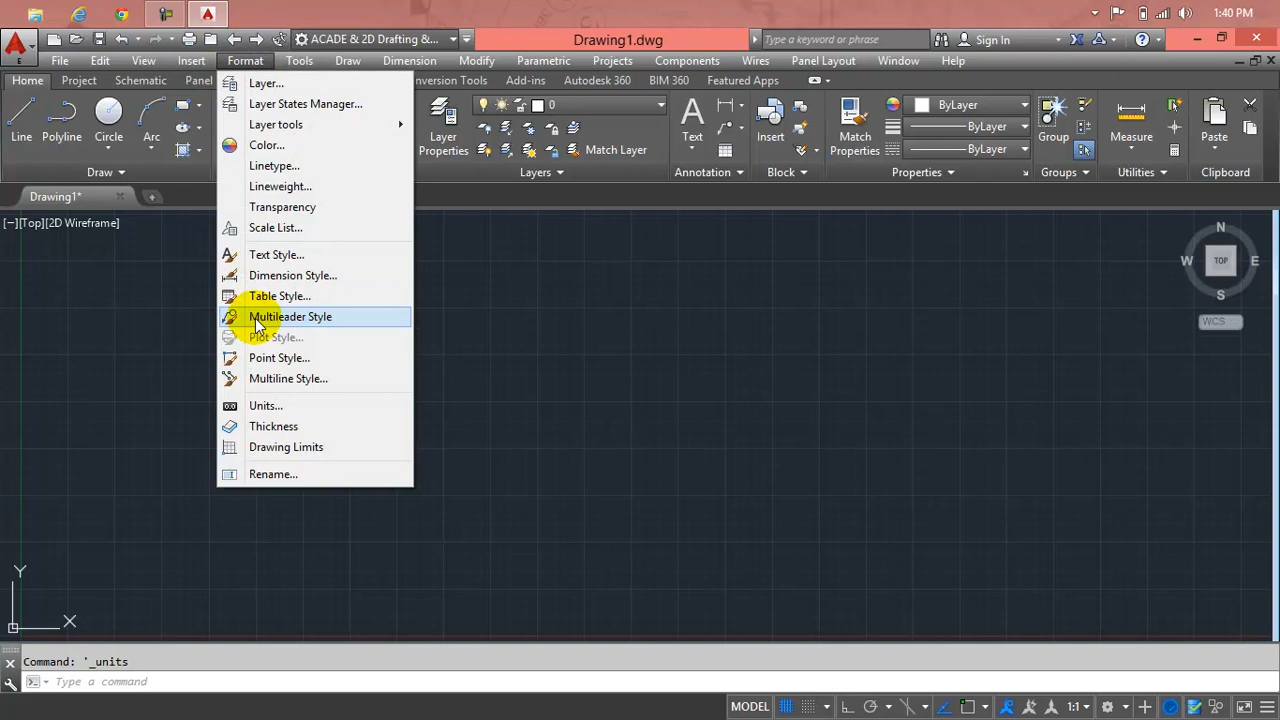 1:40 PM
ACADE & 2D Drafting &...
Drawing1.dwg
Type a keyword or phrase
Sign In
E
File Edit View Insert Format Tools Draw Dimension Modify Parametric Projects Components Wires Panel Layout Window Help
Home Project Schematic Panel nversion Tools Add-ins Autodesk 360 BIM 360 Featured Apps
Line Polyline Circle Arc
Layer Properties
0
Match Layer
Text
Insert
Match Properties
ByLayer
ByLayer
ByLayer
Group
Measure
Paste
Draw Layers Annotation Block Properties Groups Utilities Clipboard
Drawing1*
[−][Top][2D Wireframe]
Layer...
Layer States Manager...
Layer tools
Color...
Linetype...
Lineweight...
Transparency
Scale List...
Text Style...
Dimension Style...
Table Style...
Multileader Style
Plot Style...
Point Style...
Multiline Style...
Units...
Thickness
Drawing Limits
Rename...
N
W TOP E
S
WCS
Y
X
Command: '_units
Type a command
MODEL
1:1